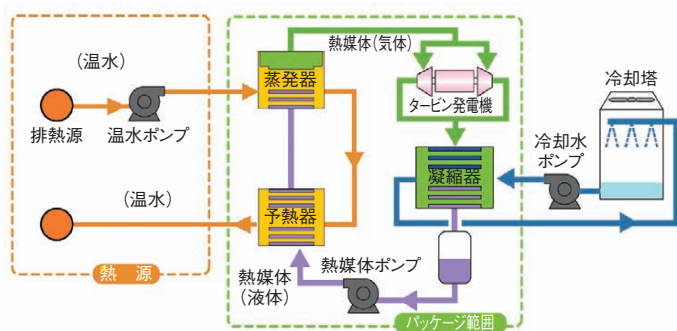 (温水)
排熱源
温水ポンプ
(温水)
熱 源
熱媒体(気体)
蒸発器
タービン発電機
凝縮器
予熱器
熱媒体
(液体)
熱媒体ポンプ
パッケージ範囲
冷却水
ポンプ
冷却塔